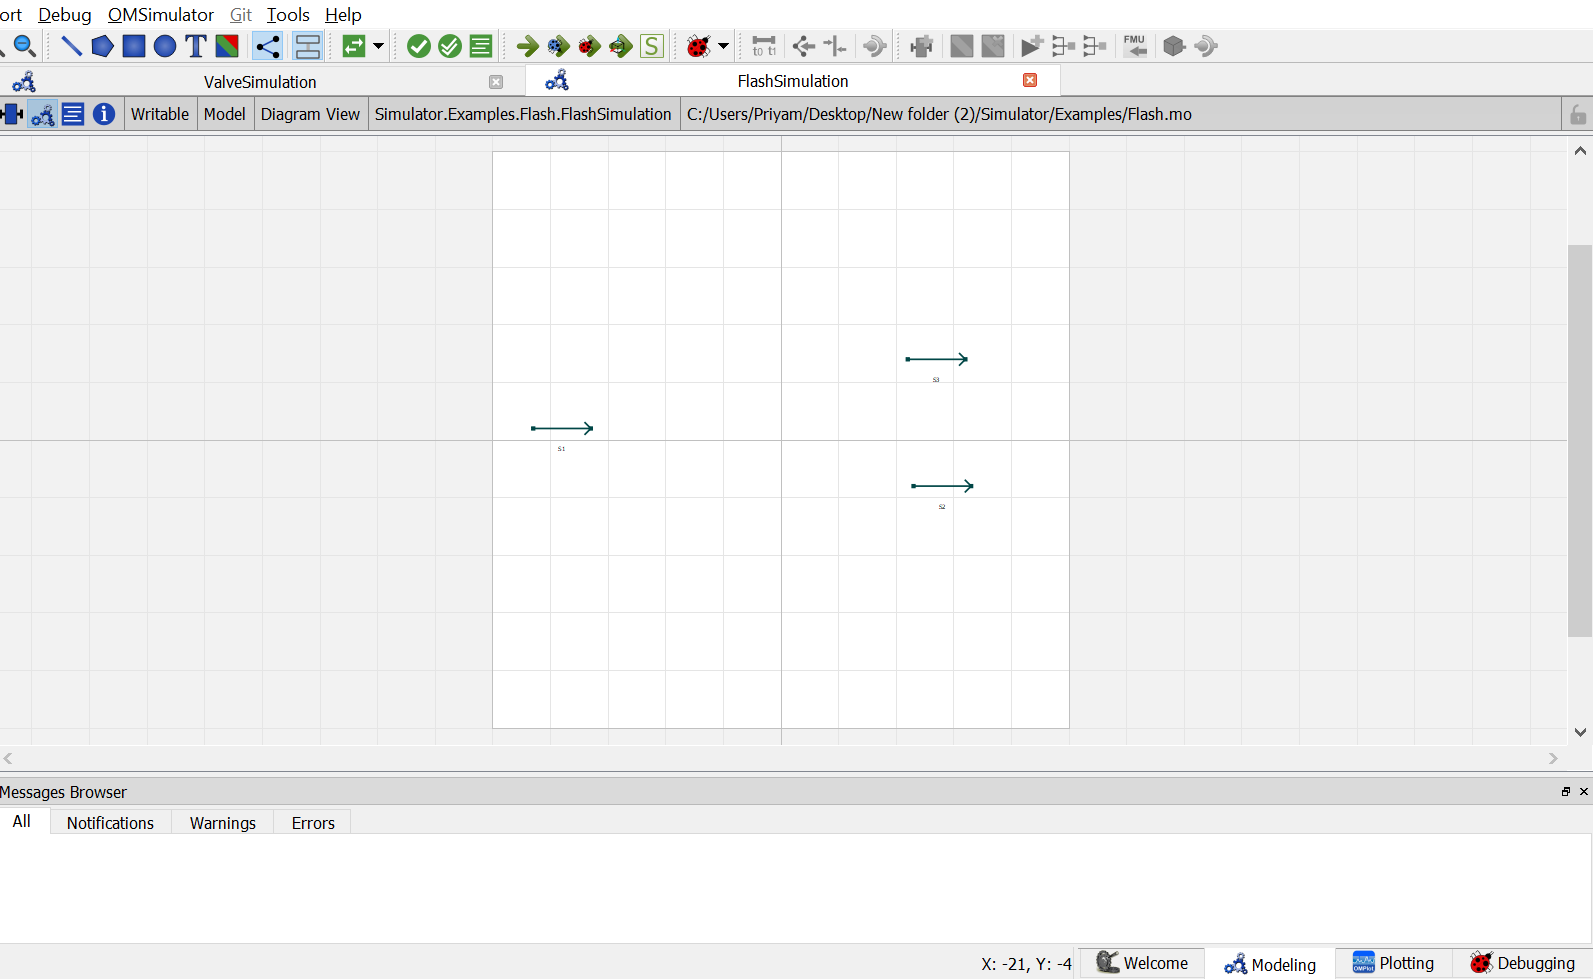 ort Debug OMSimulator Git Tools Help
T to t1 S FMU
ValveSimulation FlashSimulation
i Writable Model Diagram View Simulator.Examples.Flash.FlashSimulation C:/Users/Priyam/Desktop/New folder (2)/Simulator/Examples/Flash.mo
S3
S1
S2
Messages Browser
All Notifications Warnings Errors
X: -21, Y: -4 Welcome Modeling OMPlot Plotting Debugging